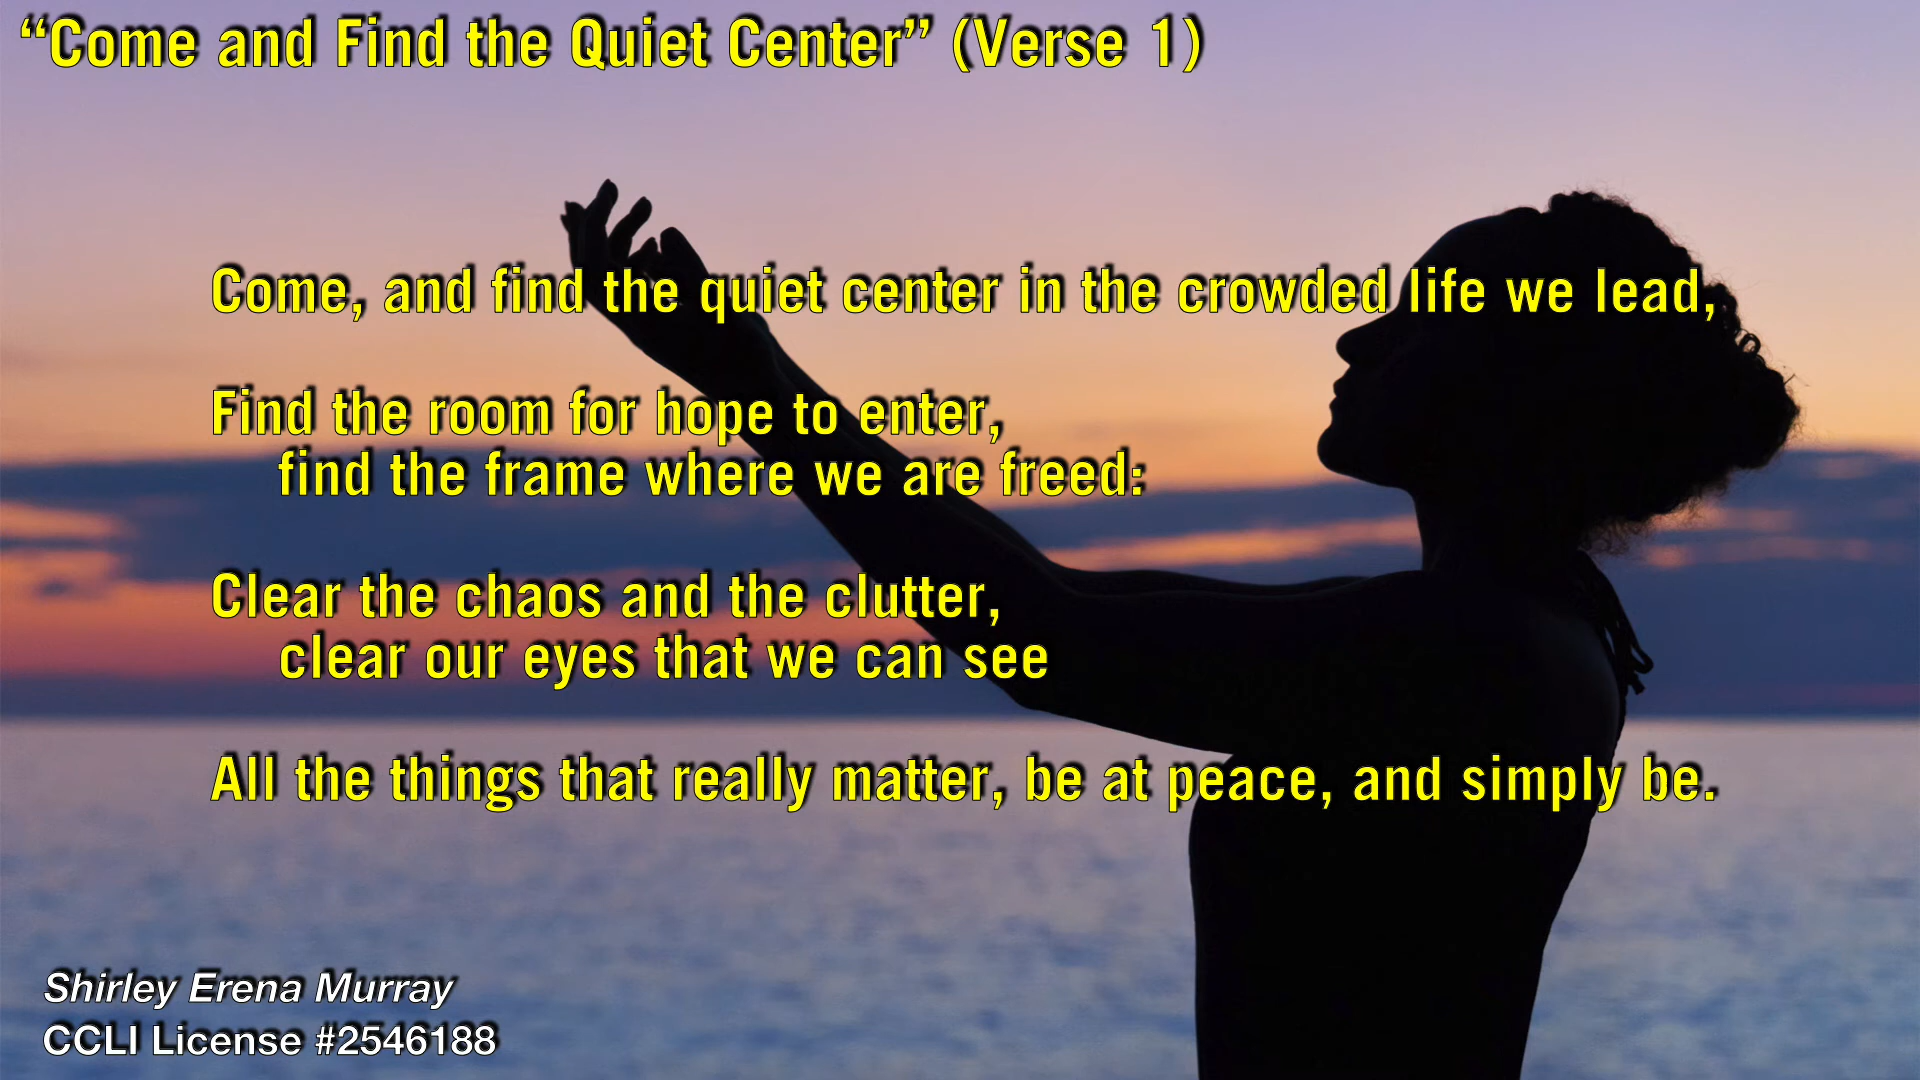 “Come and Find the Quiet Center” (Verse 1)
Come, and find the quiet center in the crowded life we lead,
Find the room for hope to enter,
find the frame where we are freed:
Clear the chaos and the clutter,
clear our eyes that we can see
All the things that really matter, be at peace, and simply be.
Shirley Erena Murray
CCLI License #2546188